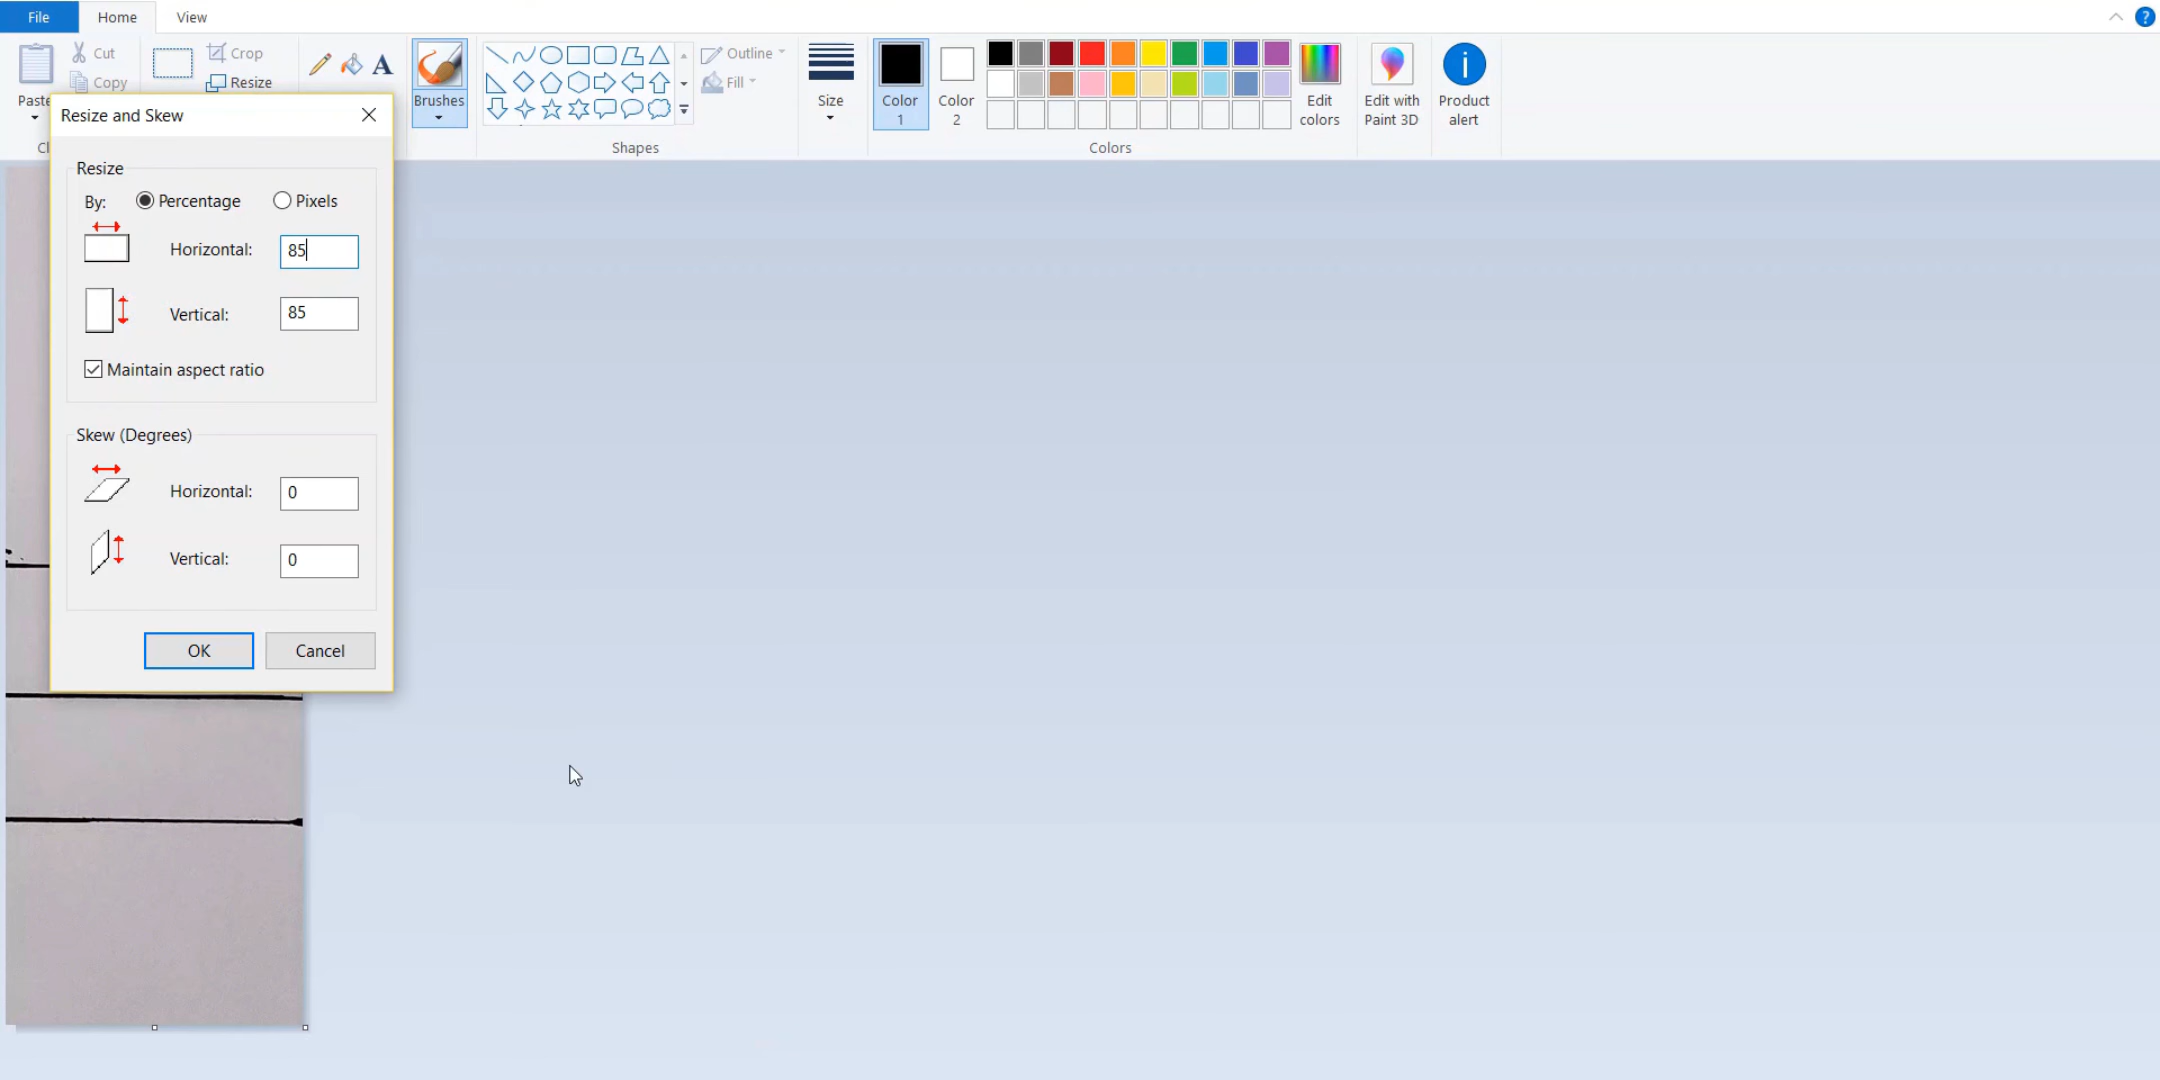 File Home View
Cut
Copy
Paste
Crop
Resize
A
Brushes
Shapes
Outline
Fill
Size
Color 1
Color 2
Edit colors
Colors
Edit with Paint 3D
Product alert
?
Cl
Resize and Skew
Resize
By: Percentage Pixels
Horizontal: 85
Vertical: 85
Maintain aspect ratio
Skew (Degrees)
Horizontal: 0
Vertical: 0
OK Cancel